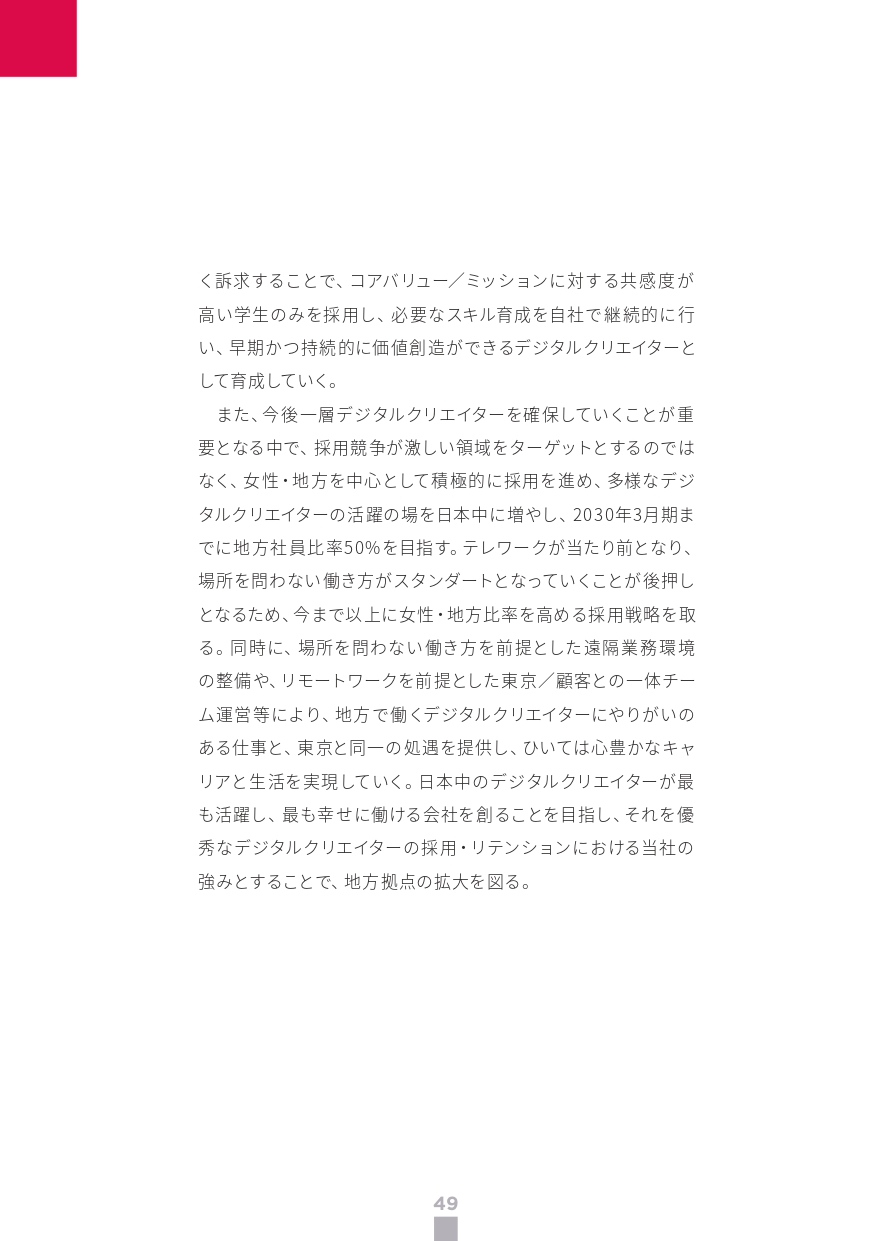 く訴求することで、コアバリュー／ミッションに対する共感度が
高い学生のみを採用し、必要なスキル育成を自社で継続的に行
い、早期かつ持続的に価値創造ができるデジタルクリエイターと
して育成していく。
　また、今後一層デジタルクリエイターを確保していくことが重
要となる中で、採用競争が激しい領域をターゲットとするのでは
なく、女性・地方を中心として積極的に採用を進め、多様なデジ
タルクリエイターの活躍の場を日本中に増やし、2030年3月期ま
でに地方社員比率50%を目指す。テレワークが当たり前となり、
場所を問わない働き方がスタンダートとなっていくことが後押し
となるため、今まで以上に女性・地方比率を高める採用戦略を取
る。同時に、場所を問わない働き方を前提とした遠隔業務環境
の整備や、リモートワークを前提とした東京／顧客との一体チー
ム運営等により、地方で働くデジタルクリエイターにやりがいの
ある仕事と、東京と同一の処遇を提供し、ひいては心豊かなキャ
リアと生活を実現していく。日本中のデジタルクリエイターが最
も活躍し、最も幸せに働ける会社を創ることを目指し、それを優
秀なデジタルクリエイターの採用・リテンションにおける当社の
強みとすることで、地方拠点の拡大を図る。
49